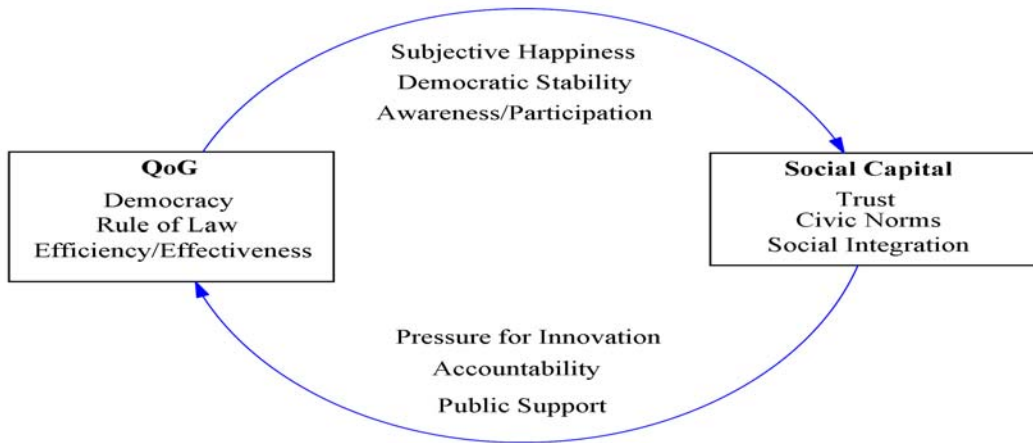 Subjective Happiness
Democratic Stability
Awareness/Participation
QoG
Democracy
Rule of Law
Efficiency/Effectiveness
Social Capital
Trust
Civic Norms
Social Integration
Pressure for Innovation
Accountability
Public Support